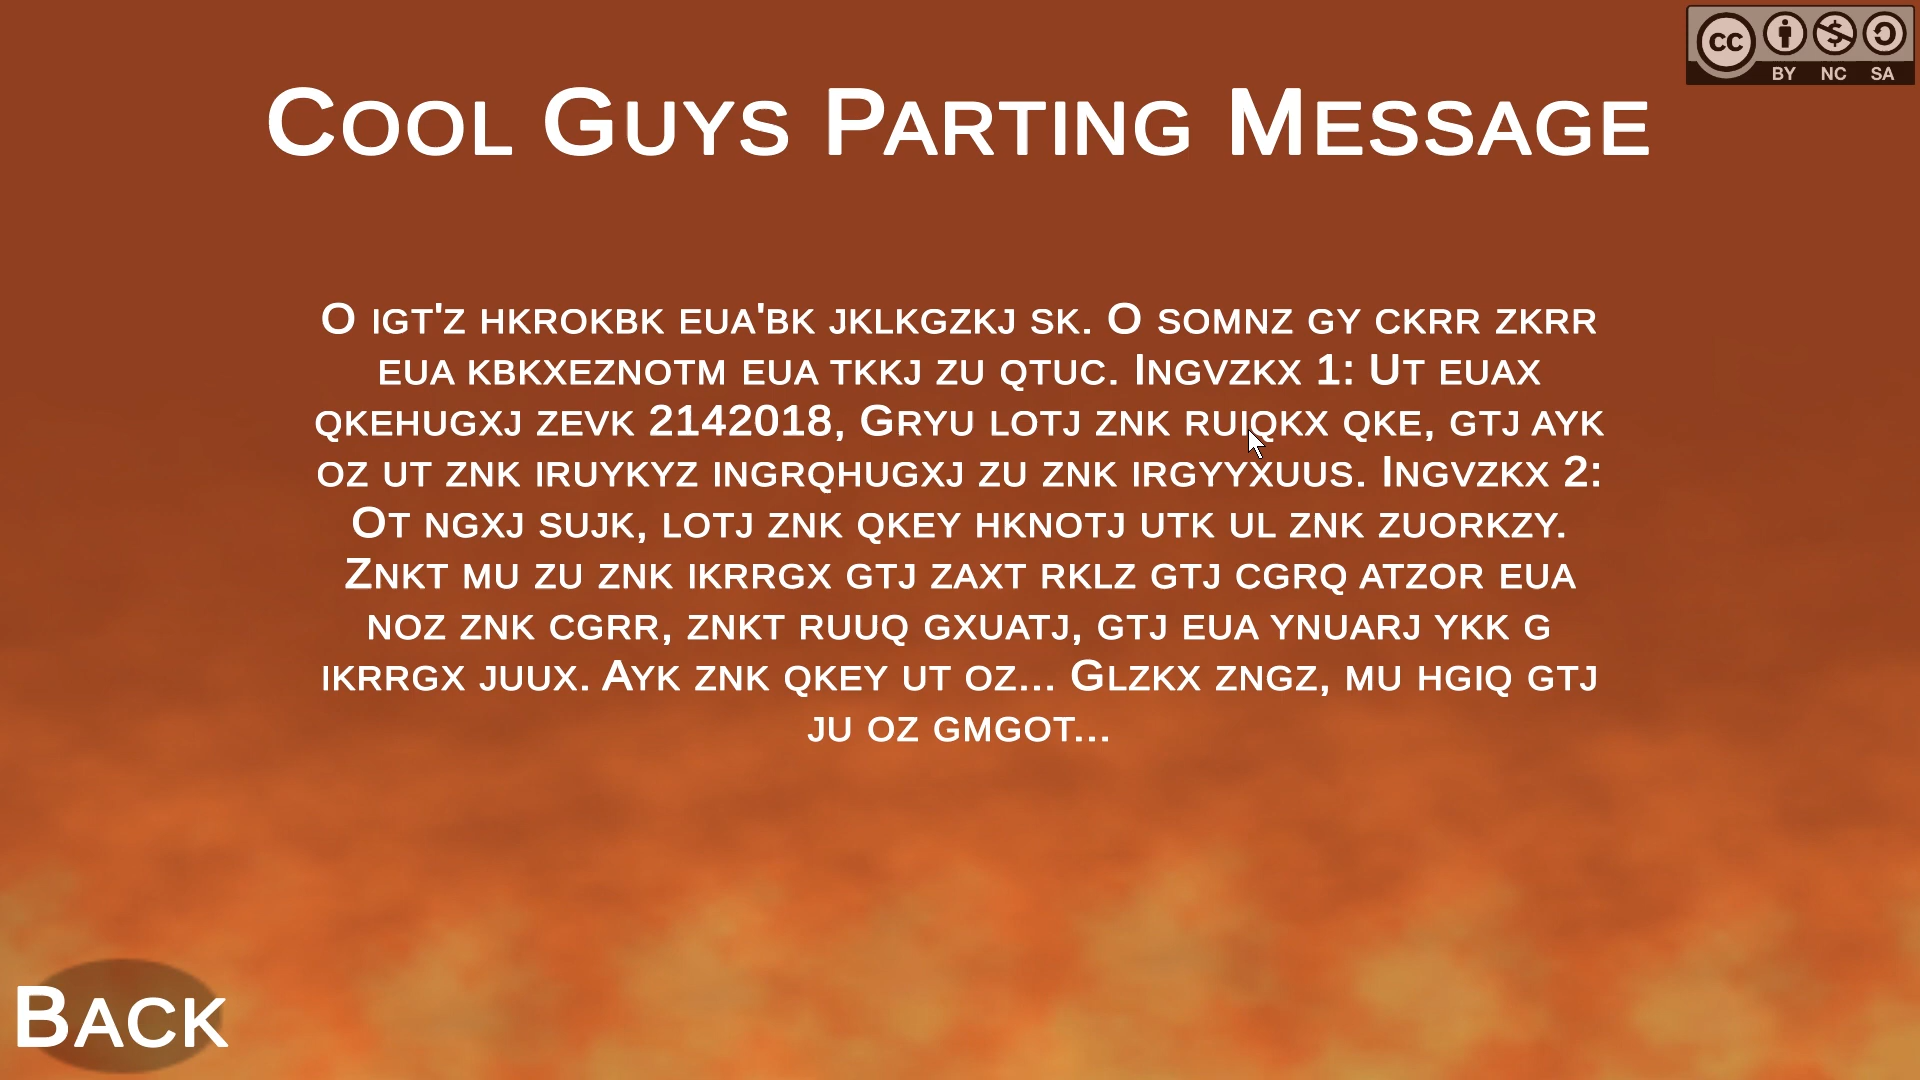 BY NC SA
Cool Guys Parting Message
O igt'z hkrokbk eua'bk jklkgzkj sk. O somnz gy ckrr zkrr
eua kbkxeznotm eua tkkj zu qtuc. Ingvzkx 1: Ut euax
qkehugxj zevk 2142018, Gryu lotj znk ruiqkx qke, gtj ayk
oz ut znk iruykyz ingrqhugxj zu znk irgyyxuus. Ingvzkx 2:
Ot ngxj sujk, lotj znk qkey hknotj utk ul znk zuorkzy.
Znkt mu zu znk ikrrgx gtj zaxt rklz gtj cgrq atzor eua
noz znk cgrr, znkt ruuq gxuatj, gtj eua ynuarj ykk g
ikrrgx juux. Ayk znk qkey ut oz... Glzkx zngz, mu hgiq gtj
ju oz gmgot...
Back